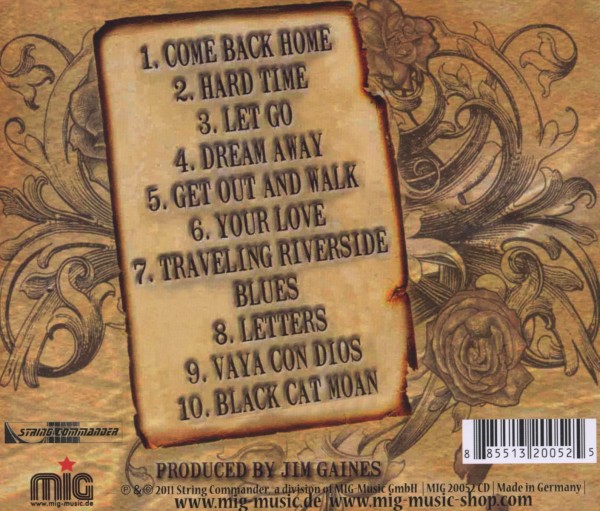 1. COME BACK HOME
2. HARD TIME
3. LET GO
4. DREAM AWAY
5. GET OUT AND WALK
6. YOUR LOVE
7. TRAVELING RIVERSIDE
BLUES
8. LETTERS
9. VAYA CON DIOS
10. BLACK CAT MOAN
STRING COMMANDER
8 85513 20052 5
mig
www.mig-music.de
PRODUCED BY JIM GAINES
℗ & © 2011 String Commander, a division of MIG-Music GmbH | MIG 20052 CD | Made in Germany |
www.mig-music.de|www.mig-music-shop.com